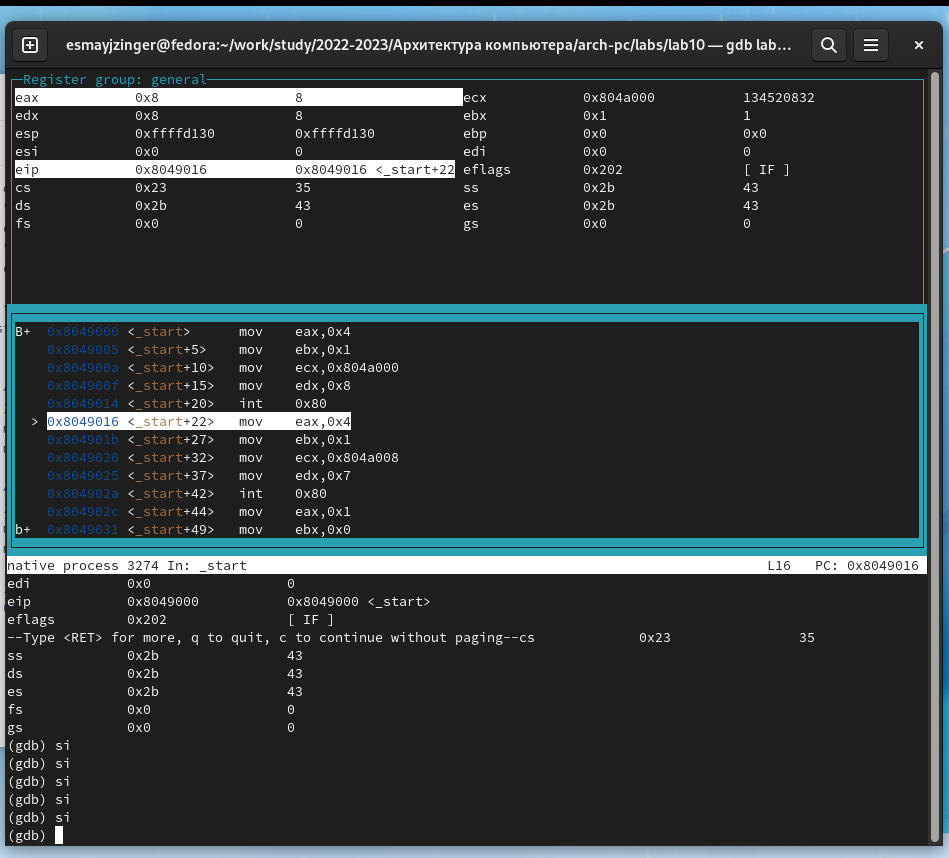 esmayjzinger@fedora:~/work/study/2022-2023/Архитектура компьютера/arch-pc/labs/lab10 — gdb lab...
Register group: general
eax 0x8 8 ecx 0x804a000 134520832
edx 0x8 8 ebx 0x1 1
esp 0xffffd130 0xffffd130 ebp 0x0 0x0
esi 0x0 0 edi 0x0 0
eip 0x8049016 0x8049016 <_start+22 eflags 0x202 [ IF ]
cs 0x23 35 ss 0x2b 43
ds 0x2b 43 es 0x2b 43
fs 0x0 0 gs 0x0 0
B+ 0x8049000 <_start> mov eax,0x4
0x8049005 <_start+5> mov ebx,0x1
0x804900a <_start+10> mov ecx,0x804a000
0x804900f <_start+15> mov edx,0x8
0x8049014 <_start+20> int 0x80
> 0x8049016 <_start+22> mov eax,0x4
0x804901b <_start+27> mov ebx,0x1
0x8049020 <_start+32> mov ecx,0x804a008
0x8049025 <_start+37> mov edx,0x7
0x804902a <_start+42> int 0x80
0x804902c <_start+44> mov eax,0x1
b+ 0x8049031 <_start+49> mov ebx,0x0
native process 3274 In: _start L16 PC: 0x8049016
edi 0x0 0
eip 0x8049000 0x8049000 <_start>
eflags 0x202 [ IF ]
--Type <RET> for more, q to quit, c to continue without paging--cs 0x23 35
ss 0x2b 43
ds 0x2b 43
es 0x2b 43
fs 0x0 0
gs 0x0 0
(gdb) si
(gdb) si
(gdb) si
(gdb) si
(gdb) si
(gdb)